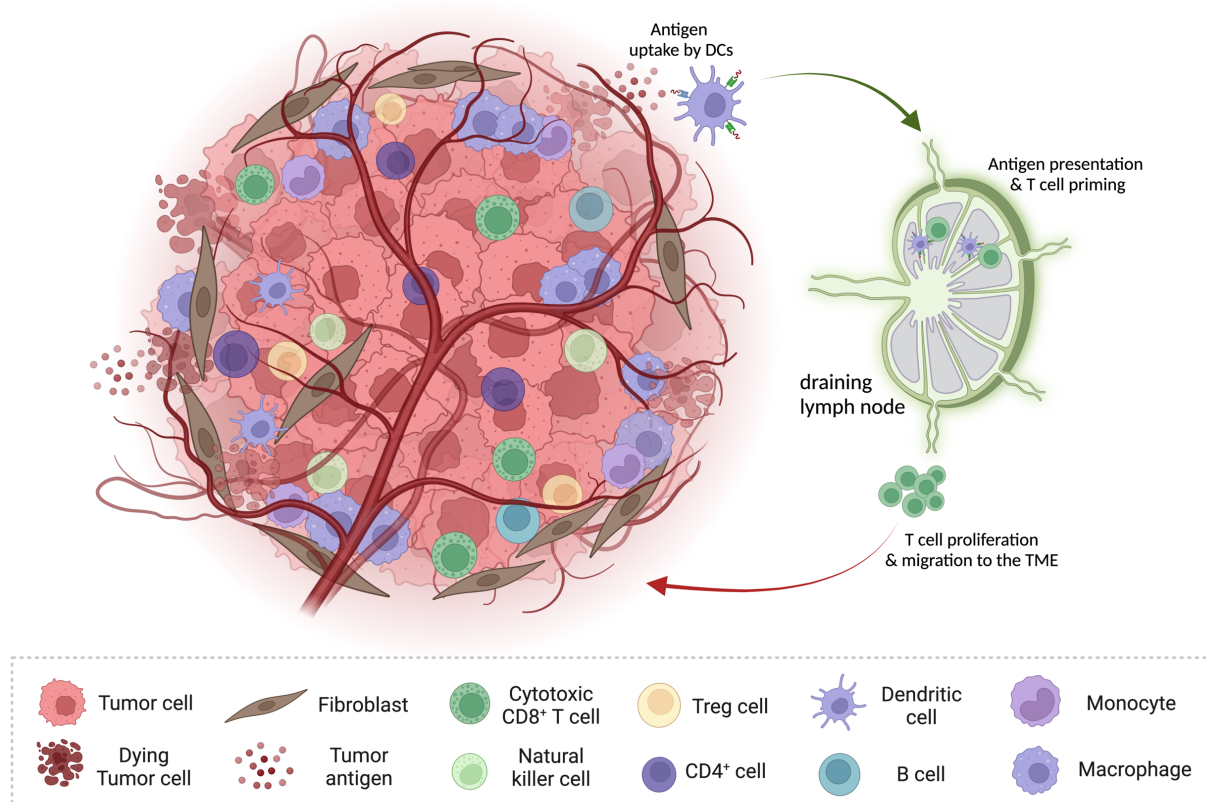 Antigen
uptake by DCs
Antigen presentation
& T cell priming
draining
lymph node
T cell proliferation
& migration to the TME
Tumor cell
Fibroblast
Cytotoxic
CD8⁺ T cell
Treg cell
Dendritic
cell
Monocyte
Dying
Tumor cell
Tumor
antigen
Natural
killer cell
CD4⁺ cell
B cell
Macrophage